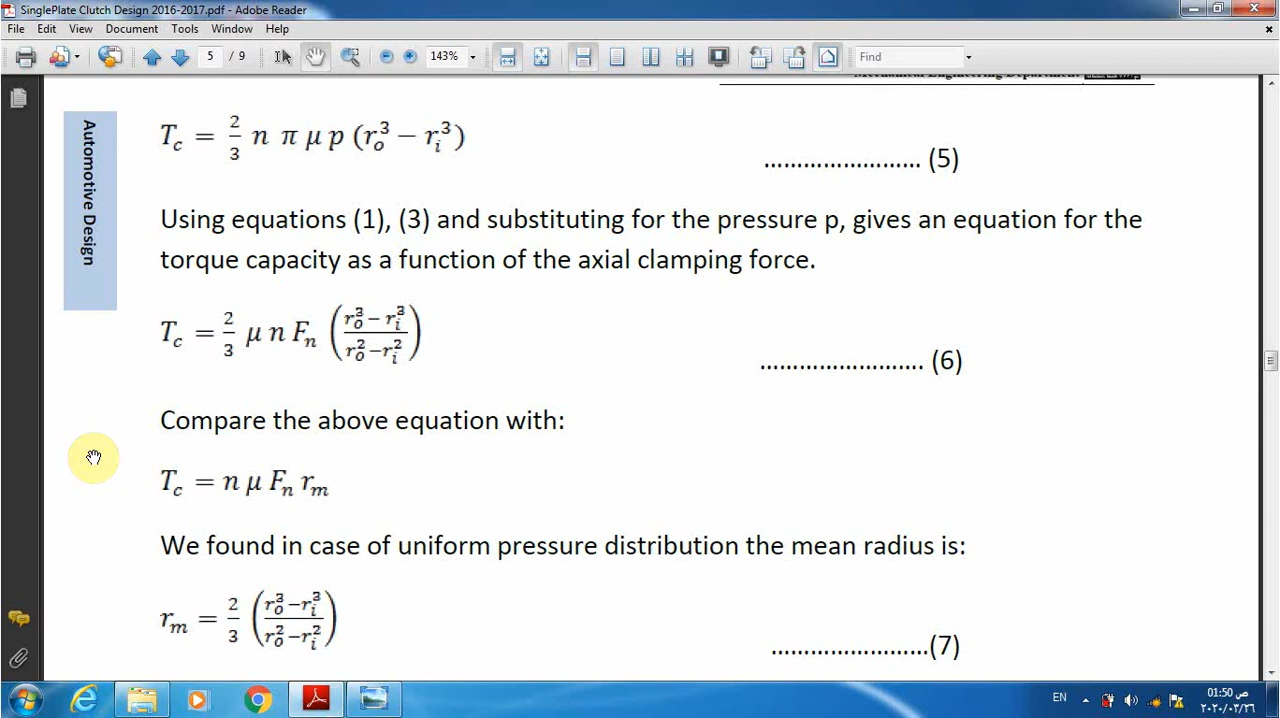 SinglePlate Clutch Design 2016-2017.pdf - Adobe Reader
File Edit View Document Tools Window Help
5 / 9 143% Find
Mechanical Engineering Department
Automotive Design
T_c = 2/3 n π μ p (r_o^3 − r_i^3)
........................ (5)
Using equations (1), (3) and substituting for the pressure p, gives an equation for the
torque capacity as a function of the axial clamping force.
T_c = 2/3 μ n F_n ((r_o^3 − r_i^3)/(r_o^2 − r_i^2))
......................... (6)
Compare the above equation with:
T_c = n μ F_n r_m
We found in case of uniform pressure distribution the mean radius is:
r_m = 2/3 ((r_o^3 − r_i^3)/(r_o^2 − r_i^2))
........................(7)
EN
01:50 ص
٢٠٢٠/٠٣/٢٦